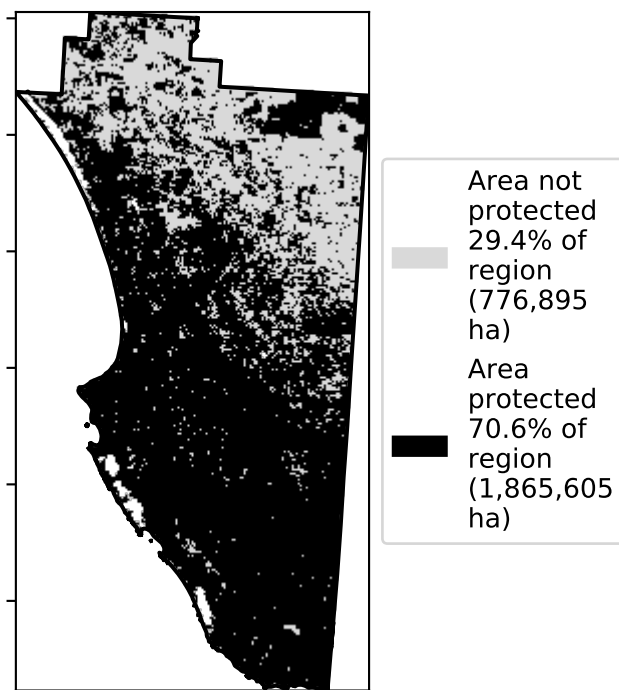 Area not
protected
29.4% of
region
(776,895
ha)
Area
protected
70.6% of
region
(1,865,605
ha)